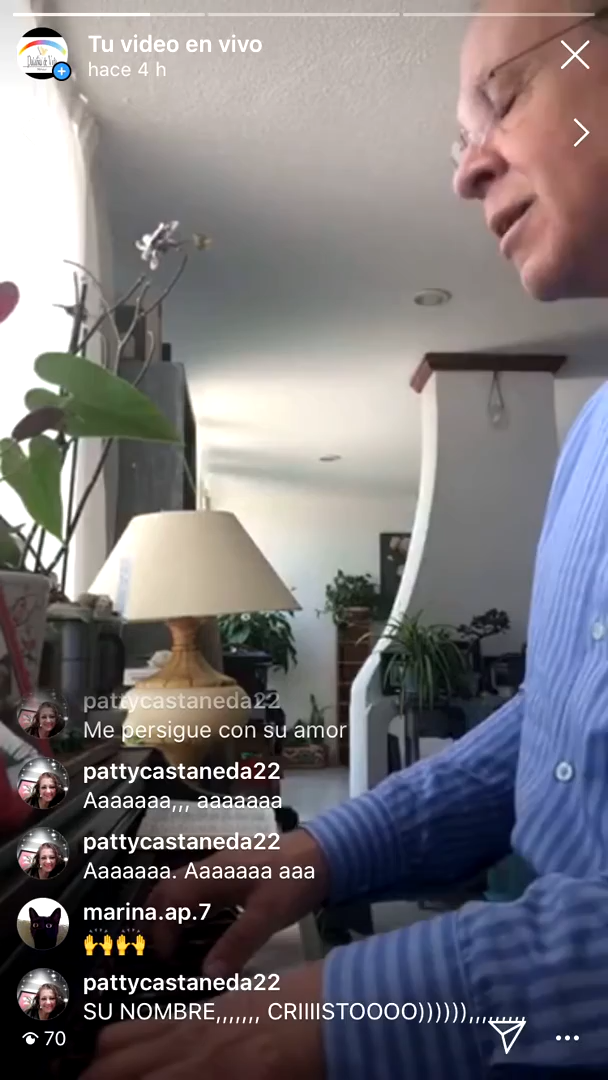 Tu video en vivo
hace 4 h
pattycastaneda22
Me persigue con su amor
pattycastaneda22
Aaaaaaa,,, aaaaaaa
pattycastaneda22
Aaaaaaa. Aaaaaaa aaa
marina.ap.7
🙌🙌
pattycastaneda22
SU NOMBRE,,,,,,, CRIIIISTOOOO)))))),,,,,,,,,
70